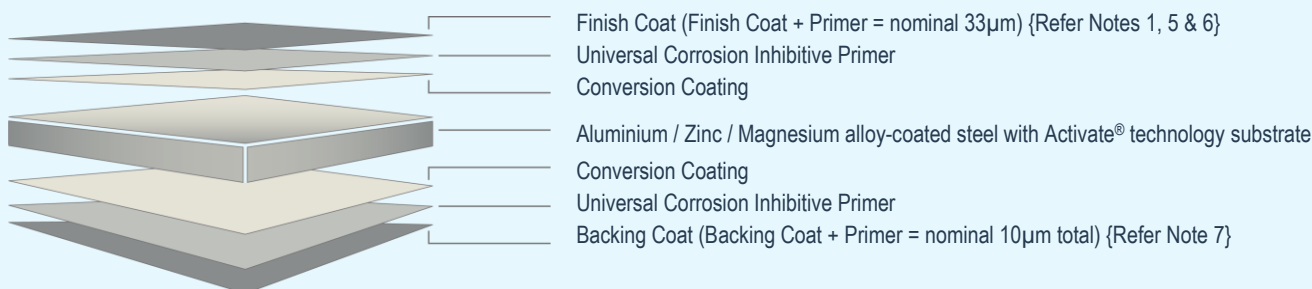 Finish Coat (Finish Coat + Primer = nominal 33µm) {Refer Notes 1, 5 & 6}
Universal Corrosion Inhibitive Primer
Conversion Coating
Aluminium / Zinc / Magnesium alloy-coated steel with Activate® technology substrate
Conversion Coating
Universal Corrosion Inhibitive Primer
Backing Coat (Backing Coat + Primer = nominal 10µm total) {Refer Note 7}